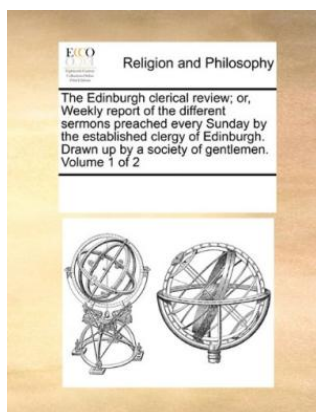 ECCO
Religion and Philosophy
The Edinburgh clerical review; or,
Weekly report of the different
sermons preached every Sunday by
the established clergy of Edinburgh.
Drawn up by a society of gentlemen.
Volume 1 of 2